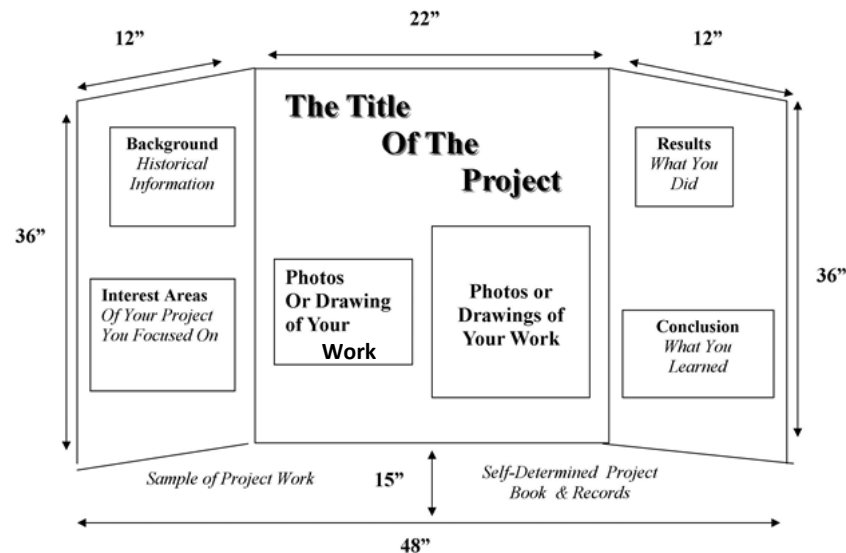 22”
12”
12”
The Title
Of The
Project
Background
Historical
Information
Results
What You
Did
36”
36”
Interest Areas
Of Your Project
You Focused On
Photos
Or Drawing
of Your
Work
Photos or
Drawings of
Your Work
Conclusion
What You
Learned
Sample of Project Work
15”
Self-Determined Project
Book & Records
48”